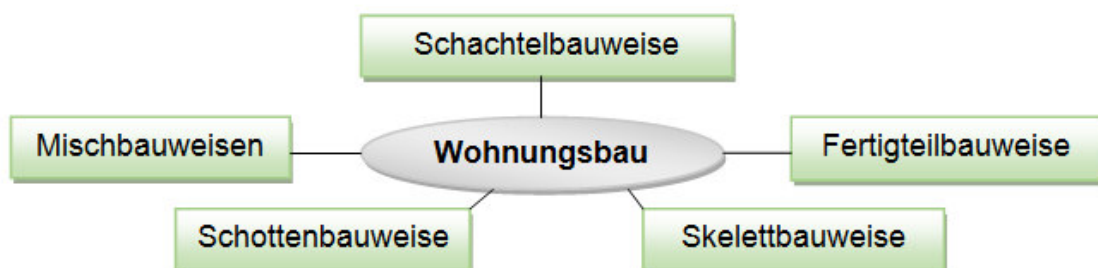 Schachtelbauweise
Mischbauweisen
Wohnungsbau
Fertigteilbauweise
Schottenbauweise
Skelettbauweise